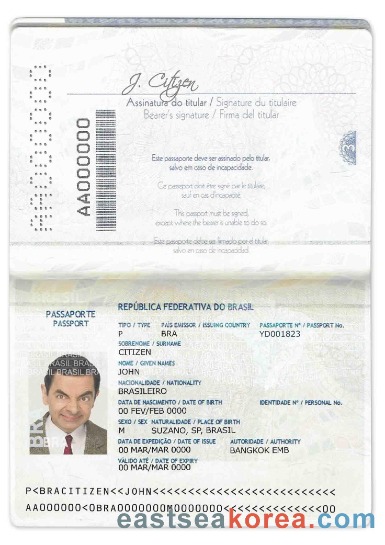 AA000000
AA000000
J. Citizen
Assinatura do titular / Signature du titulaire
Bearer's signature / Firma del titular
Este passaporte deve ser assinado pelo titular,
salvo em caso de incapacidade.
Ce passeport doit être signé par le titulaire,
sauf en cas d'incapacité.
This passport must be signed,
except where the bearer is unable to do so.
Este pasaporte debe ser firmado por el titular,
salvo en caso de incapacidad.
PASSAPORTE
PASSPORT
REPÚBLICA FEDERATIVA DO BRASIL
TIPO / TYPE PAÍS EMISSOR / ISSUING COUNTRY PASSAPORTE Nº / PASSPORT No.
P BRA YD001823
SOBRENOME / SURNAME
CITIZEN
NOME / GIVEN NAMES
JOHN
NACIONALIDADE / NATIONALITY
BRASILEIRO
DATA DE NASCIMENTO / DATE OF BIRTH IDENTIDADE Nº / PERSONAL No.
00 FEV/FEB 0000
SEXO / SEX NATURALIDADE / PLACE OF BIRTH
M SUZANO, SP, BRASIL
DATA DE EXPEDIÇÃO / DATE OF ISSUE AUTORIDADE / AUTHORITY
00 MAR/MAR 0000 BANGKOK EMB
VÁLIDO ATÉ / DATE OF EXPIRY
00 MAR/MAR 0000
P<BRACITIZEN<<JOHN<<<<<<<<<<<<<<<<<<<<<<<<<<
AA000000<0BRA0000000M0000000<<<<<<<<<<<<<<00
eastseakorea.com